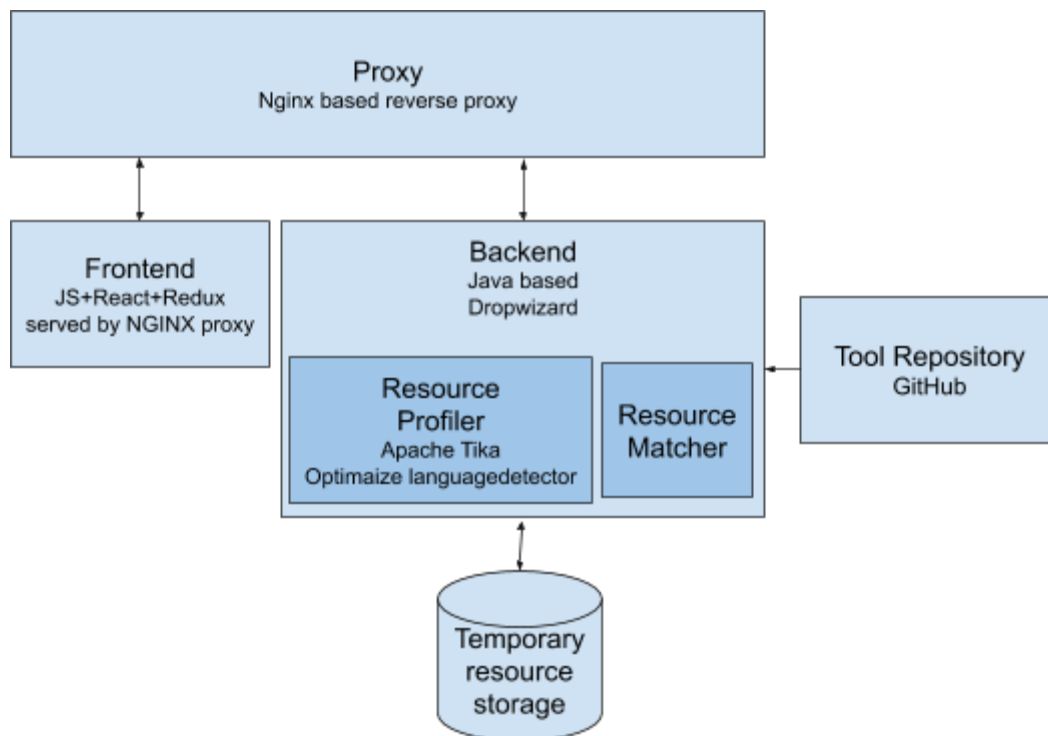 Proxy
Nginx based reverse proxy
Frontend
JS+React+Redux
served by NGINX proxy
Backend
Java based
Dropwizard
Resource
Profiler
Apache Tika
Optimaize languagedetector
Resource
Matcher
Tool Repository
GitHub
Temporary
resource
storage